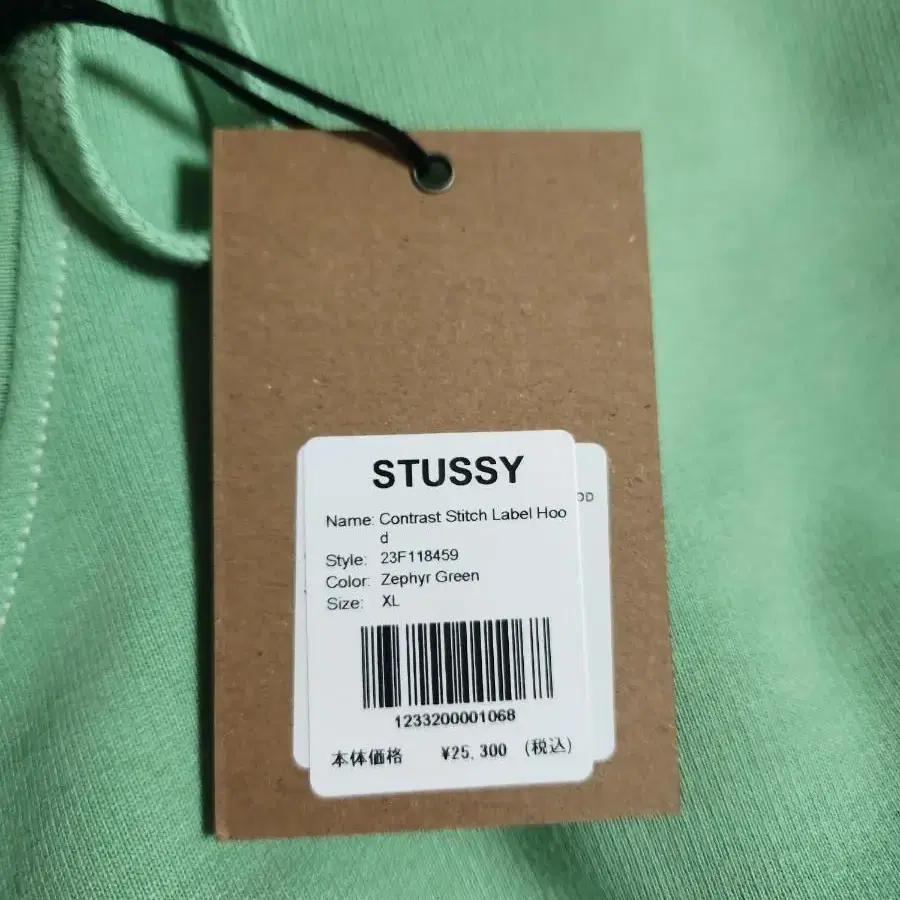 STUSSY
Name: Contrast Stitch Label Hoo
d
Style: 23F118459
Color: Zephyr Green
Size: XL
1233200001068
本体価格 ¥25,300 (税込)
OD